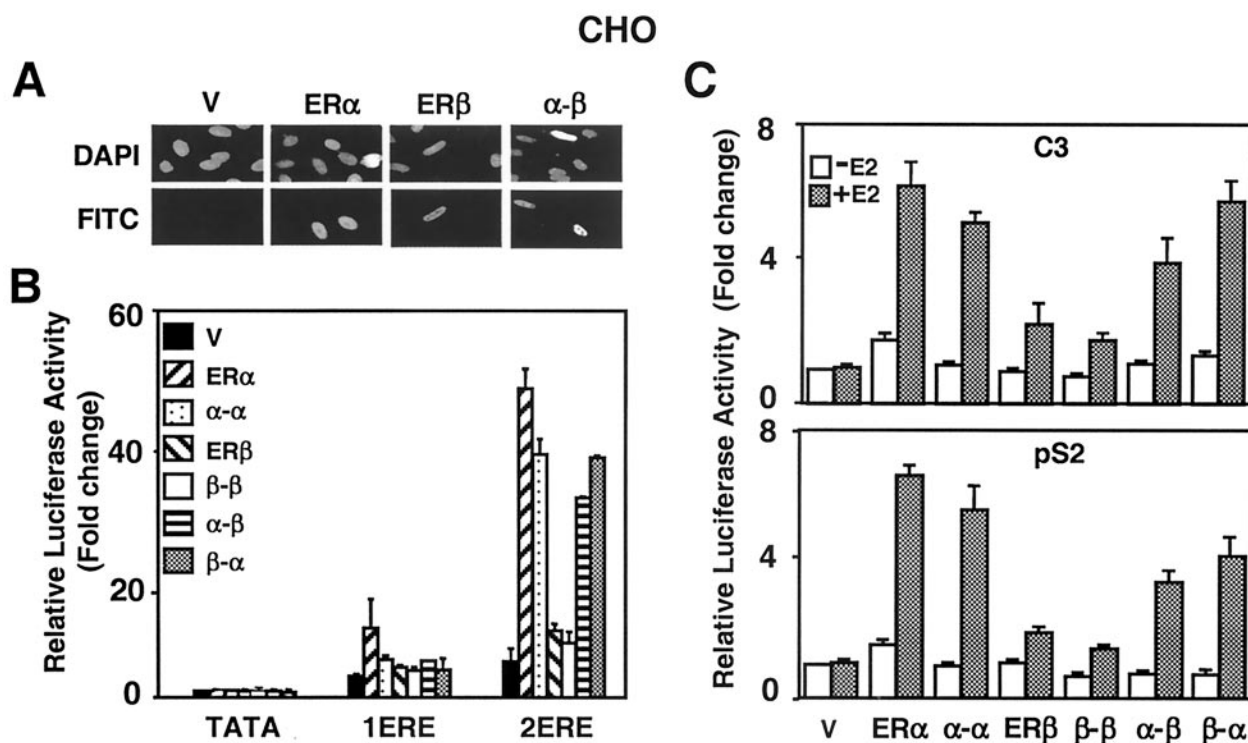 CHO
A
V ERα ERβ α-β
DAPI
FITC
B
Relative Luciferase Activity
(Fold change)
60
40
20
0
V
ERα
α-α
ERβ
β-β
α-β
β-α
TATA 1ERE 2ERE
C
Relative Luciferase Activity (Fold change)
8
4
0
C3
-E2
+E2
8
4
0
pS2
V ERα α-α ERβ β-β α-β β-α